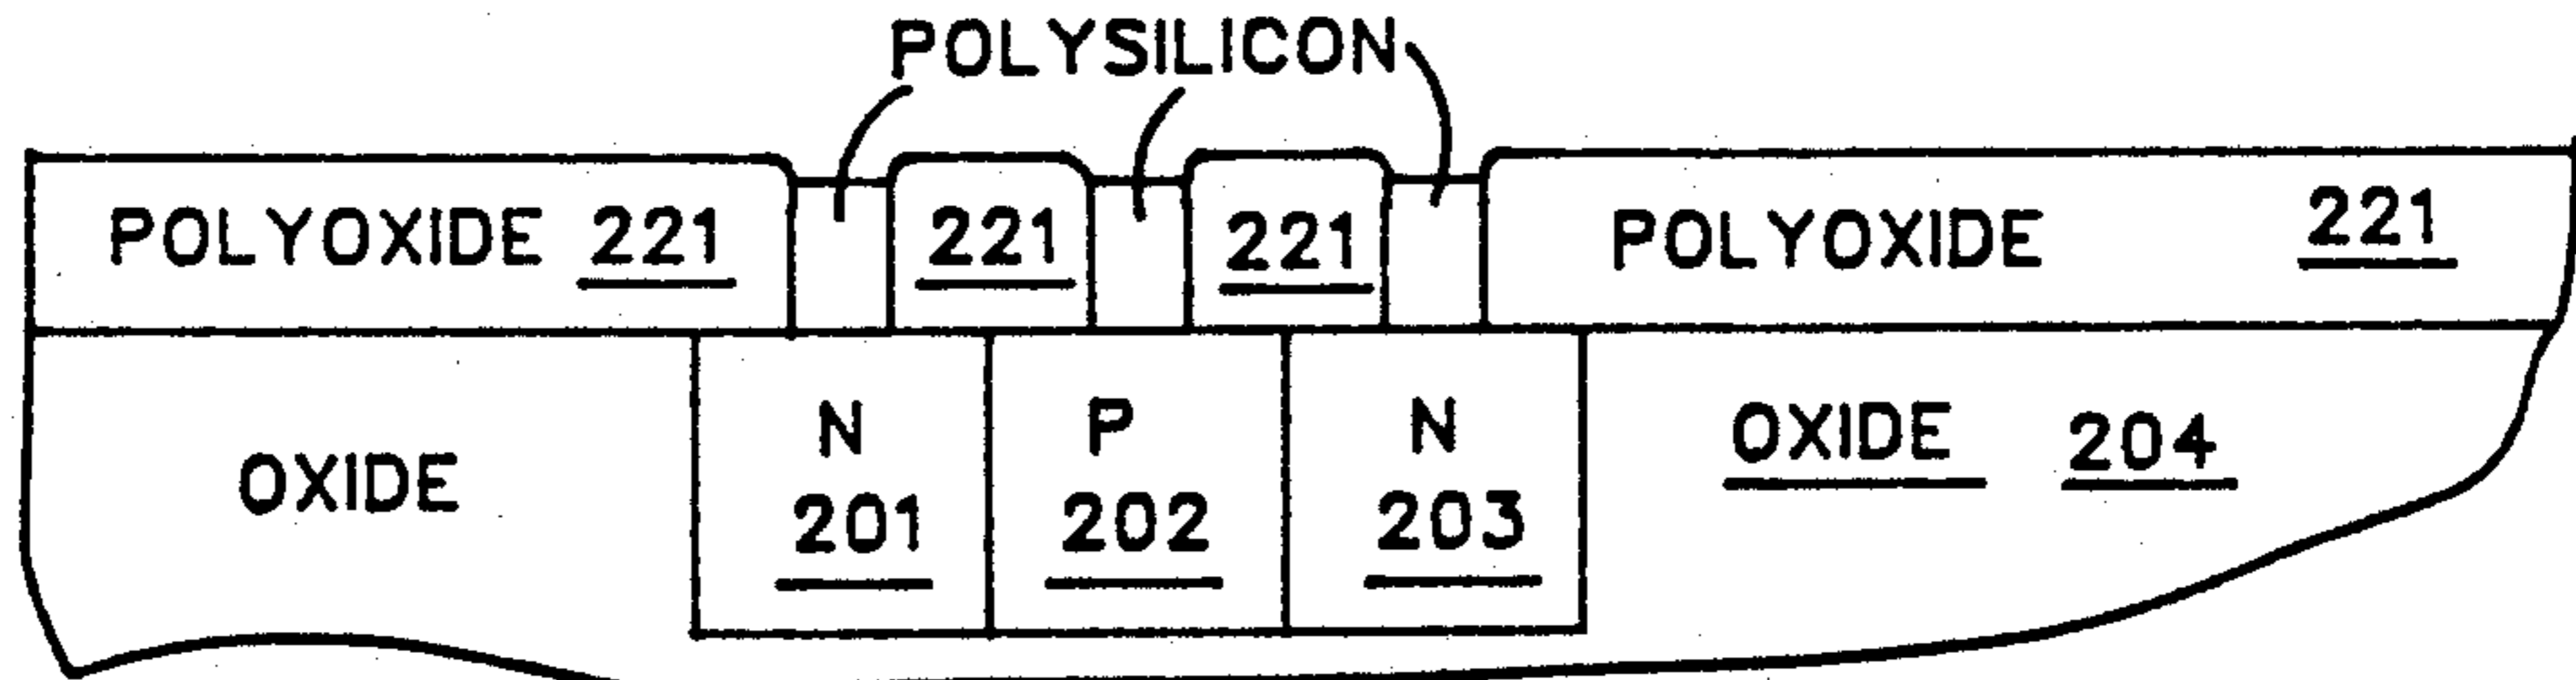 POLYSILICON
POLYOXIDE 221
221
221
POLYOXIDE 221
OXIDE
N
201
P
202
N
203
OXIDE 204